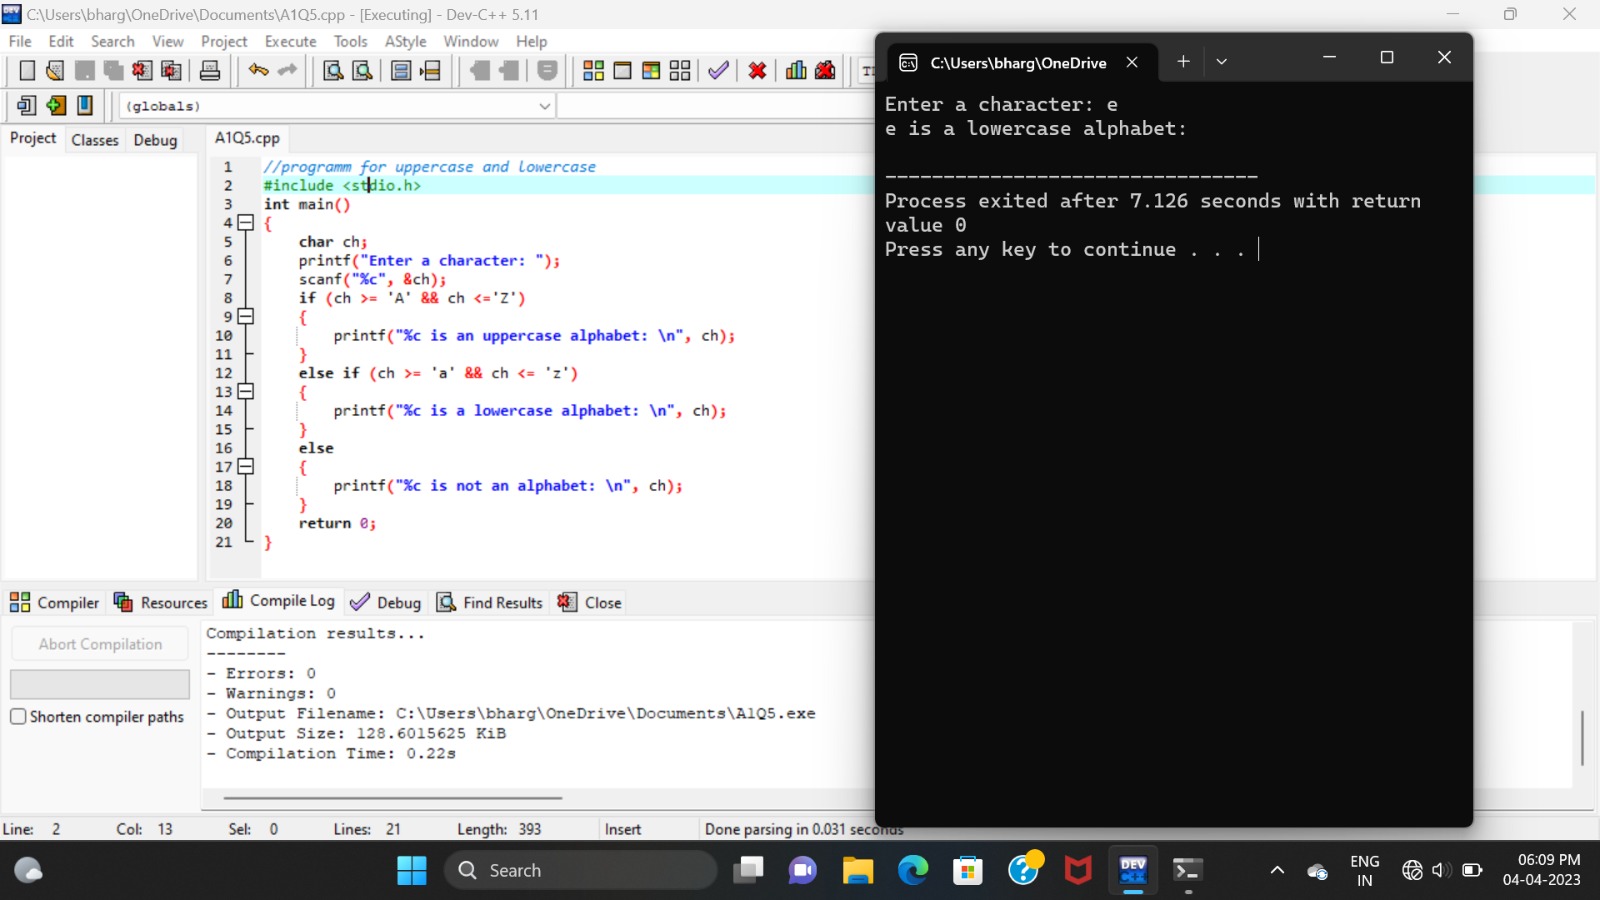 C:\Users\bharg\OneDrive\Documents\A1Q5.cpp - [Executing] - Dev-C++ 5.11
File Edit Search View Project Execute Tools AStyle Window Help
(globals)
Project Classes Debug
A1Q5.cpp
1 //programm for uppercase and lowercase
2 #include <stdio.h>
3 int main()
4 {
5 char ch;
6 printf("Enter a character: ");
7 scanf("%c", &ch);
8 if (ch >= 'A' && ch <='Z')
9 {
10 printf("%c is an uppercase alphabet: \n", ch);
11 }
12 else if (ch >= 'a' && ch <= 'z')
13 {
14 printf("%c is a lowercase alphabet: \n", ch);
15 }
16 else
17 {
18 printf("%c is not an alphabet: \n", ch);
19 }
20 return 0;
21 }
C:\Users\bharg\OneDrive
Enter a character: e
e is a lowercase alphabet:
--------------------------------
Process exited after 7.126 seconds with return
value 0
Press any key to continue . . .
Compiler Resources Compile Log Debug Find Results Close
Abort Compilation
Shorten compiler paths
Compilation results...
--------
- Errors: 0
- Warnings: 0
- Output Filename: C:\Users\bharg\OneDrive\Documents\A1Q5.exe
- Output Size: 128.6015625 KiB
- Compilation Time: 0.22s
Line: 2 Col: 13 Sel: 0 Lines: 21 Length: 393 Insert Done parsing in 0.031 seconds
Search
DEV
C++
ENG
IN
06:09 PM
04-04-2023